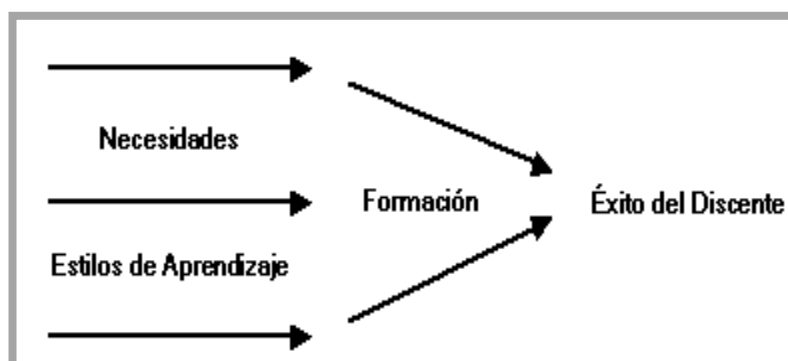 Necesidades
Formación
Éxito del Discente
Estilos de Aprendizaje